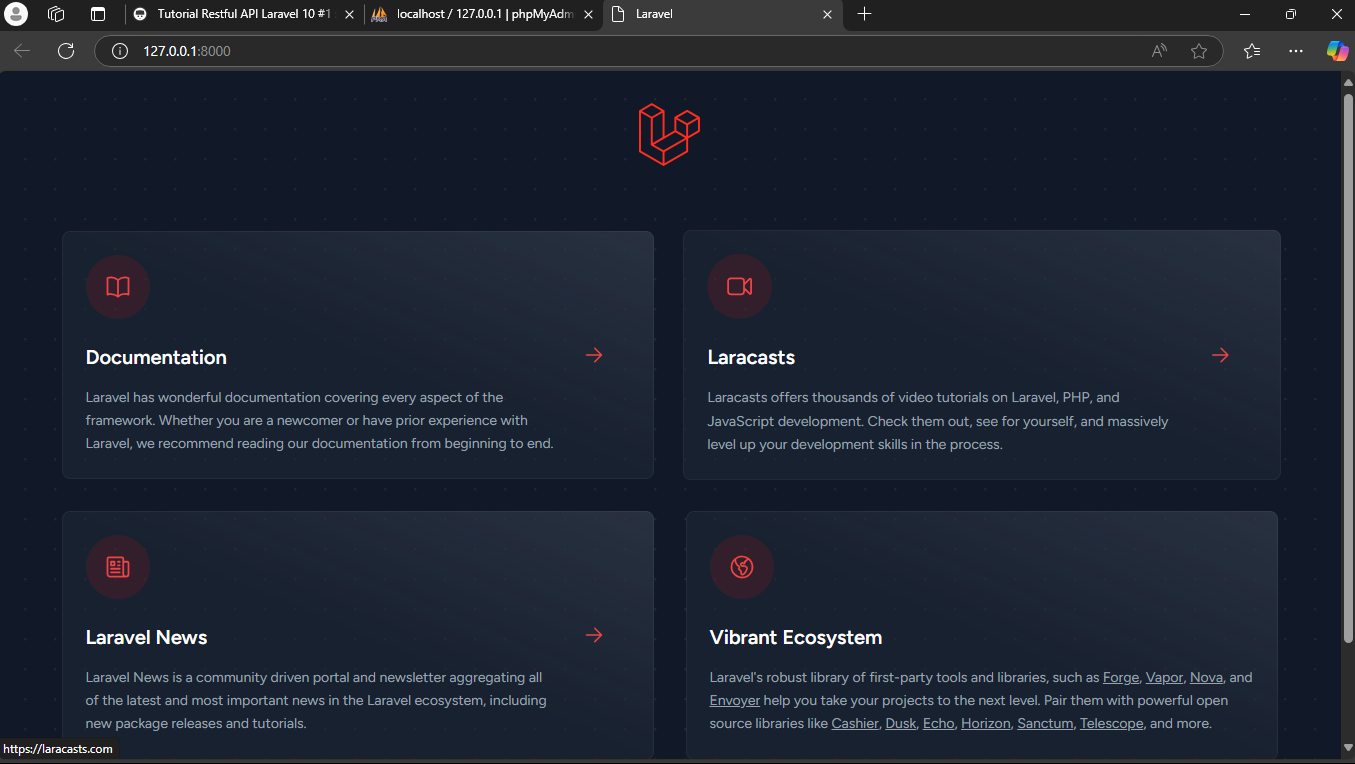 Tutorial Restful API Laravel 10 #1
localhost / 127.0.0.1 | phpMyAdm
Laravel
127.0.0.1:8000
Documentation
Laravel has wonderful documentation covering every aspect of the
framework. Whether you are a newcomer or have prior experience with
Laravel, we recommend reading our documentation from beginning to end.
Laracasts
Laracasts offers thousands of video tutorials on Laravel, PHP, and
JavaScript development. Check them out, see for yourself, and massively
level up your development skills in the process.
Laravel News
Laravel News is a community driven portal and newsletter aggregating all
of the latest and most important news in the Laravel ecosystem, including
new package releases and tutorials.
Vibrant Ecosystem
Laravel's robust library of first-party tools and libraries, such as Forge, Vapor, Nova, and
Envoyer help you take your projects to the next level. Pair them with powerful open
source libraries like Cashier, Dusk, Echo, Horizon, Sanctum, Telescope, and more.
https://laracasts.com